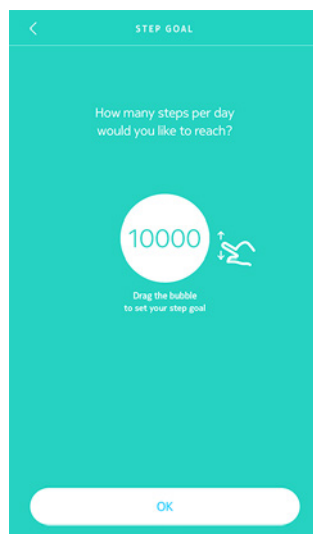 STEP GOAL
How many steps per day
would you like to reach?
10000
Drag the bubble
to set your step goal
OK